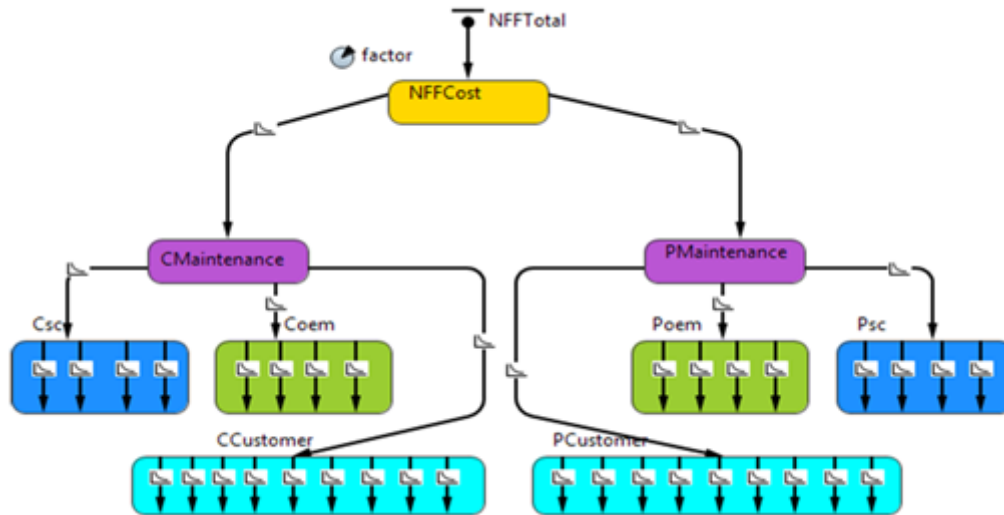 NFFTotal
factor
NFFCost
CMaintenance
PMaintenance
Csc
Coem
Poem
Psc
CCustomer
PCustomer